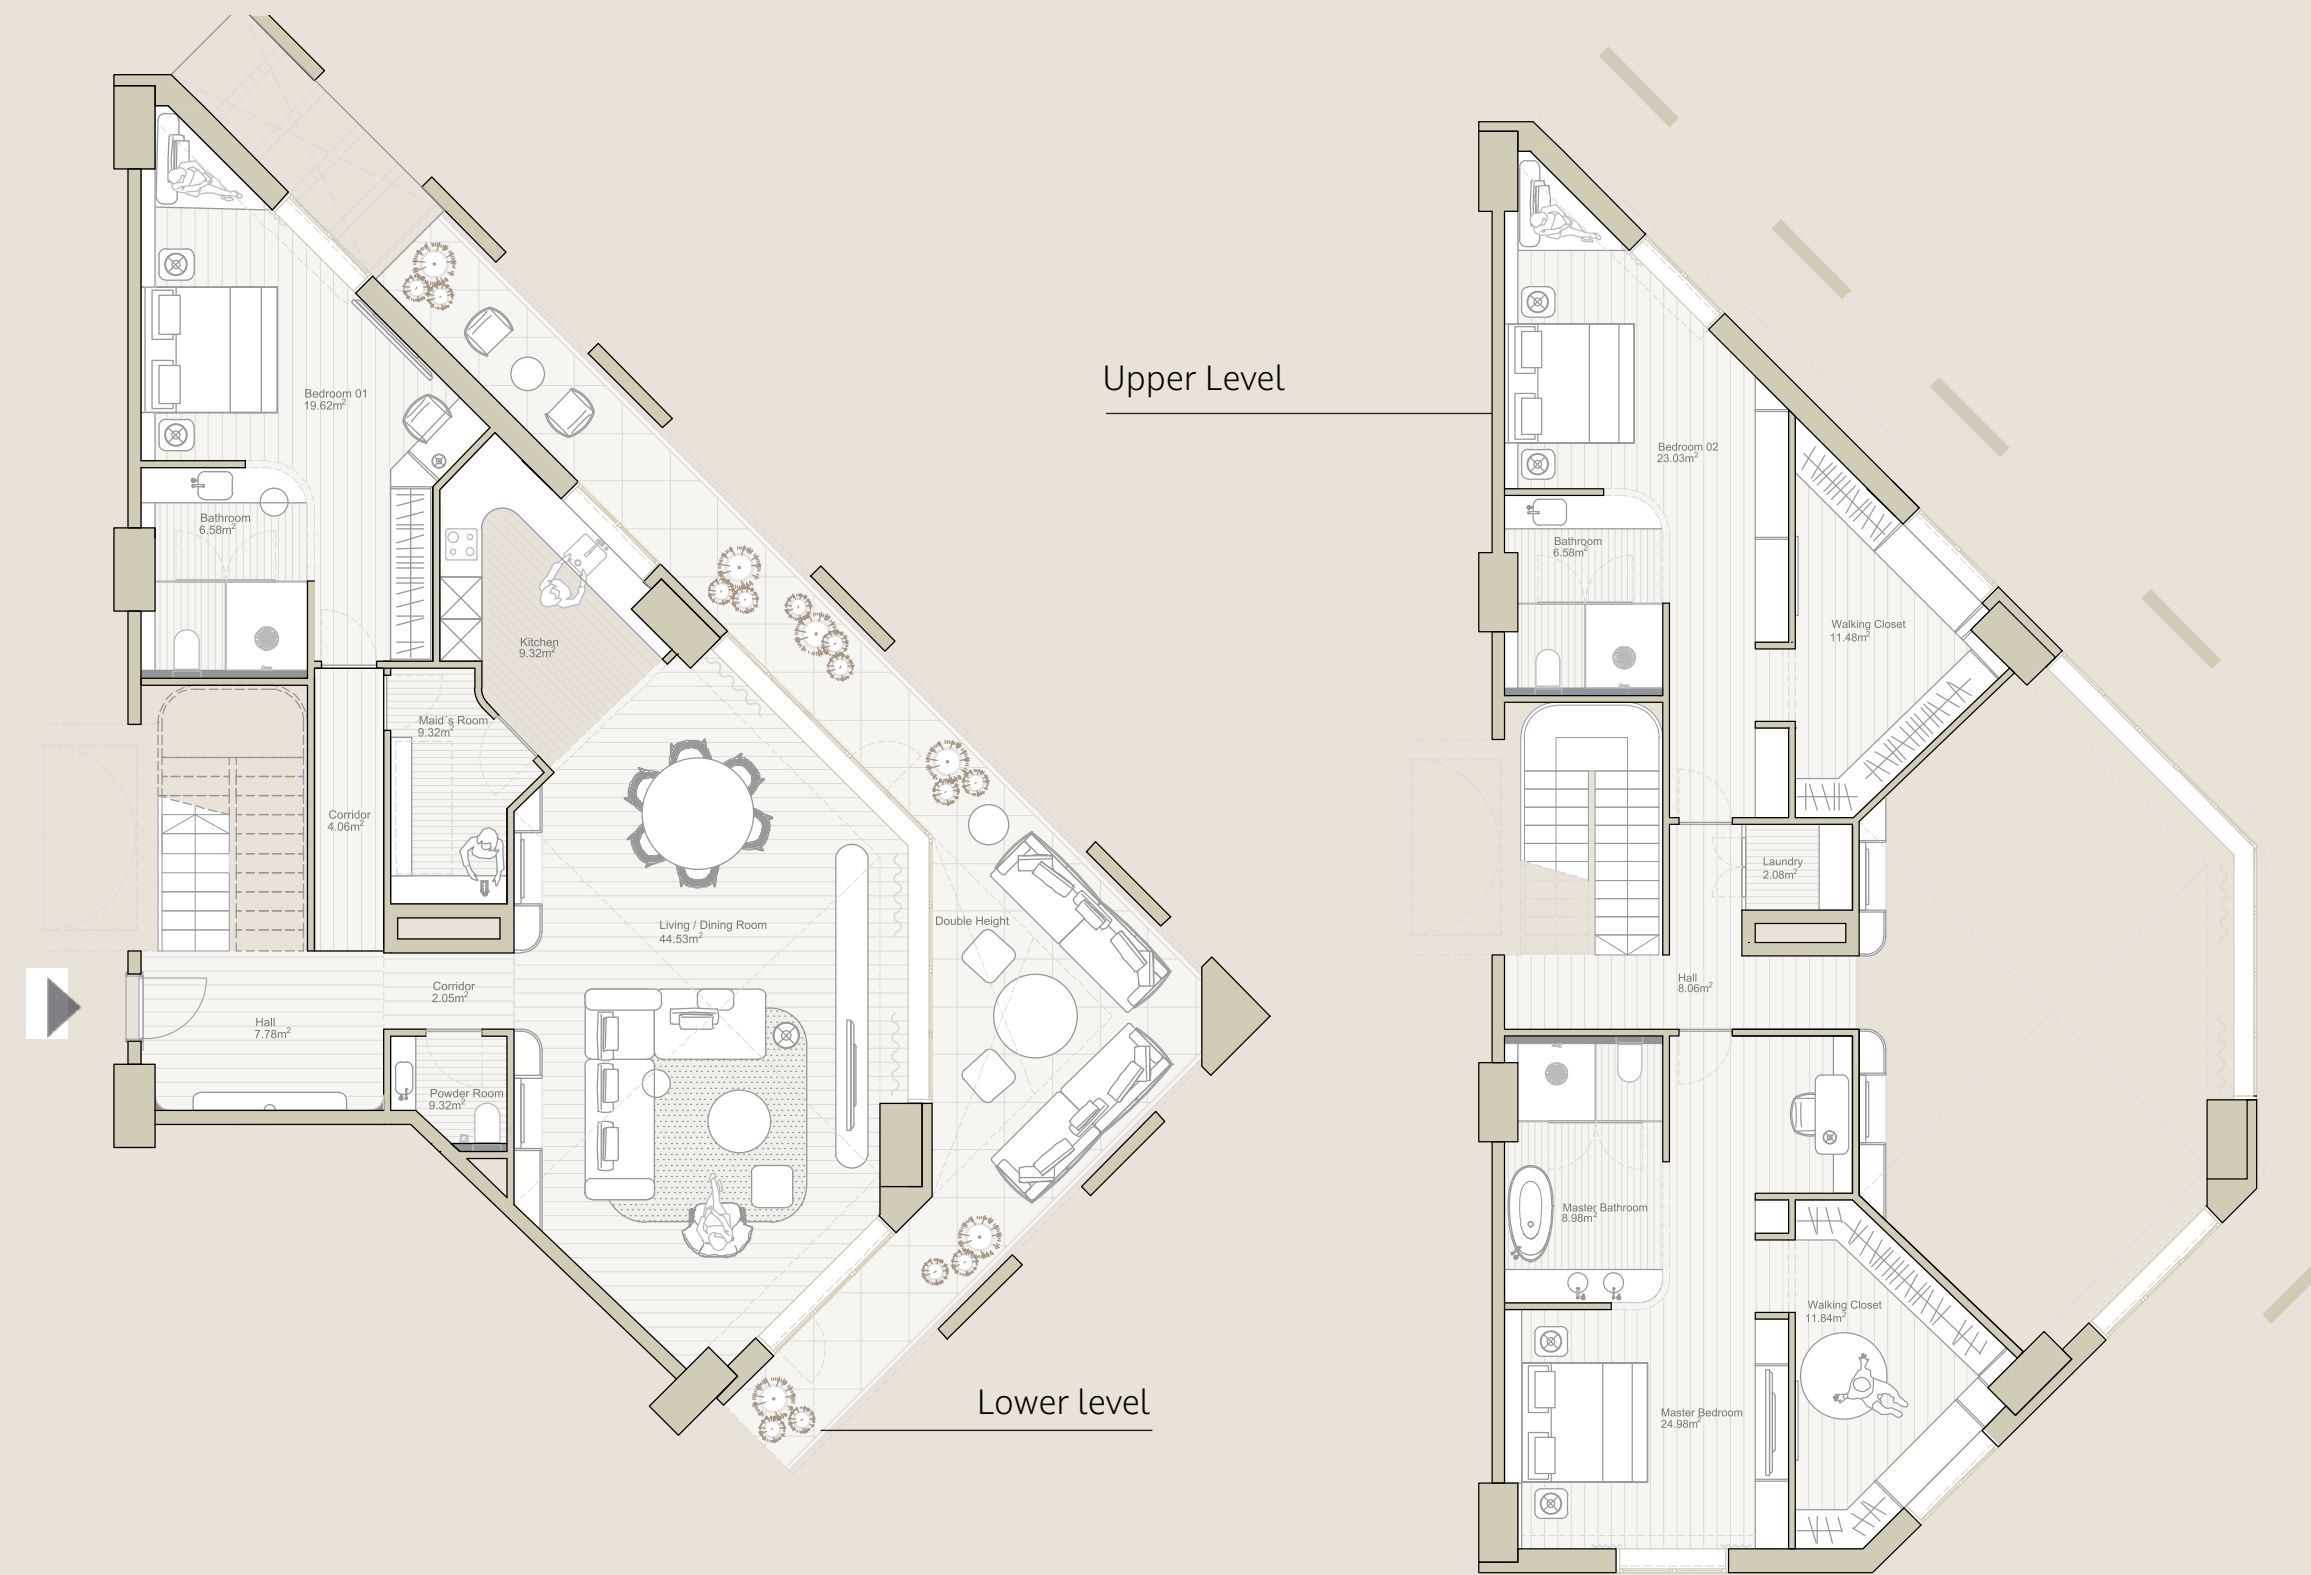 Upper Level
Bedroom 01
19.62m²
Bathroom
6.58m²
Kitchen
9.32m²
Maid´s Room
9.32m²
Corridor
4.06m²
Living / Dining Room
44.53m²
Double Height
Corridor
2.05m²
Hall
7.78m²
Powder Room
9.32m²
Lower level
Bedroom 02
23.03m²
Bathroom
6.58m²
Walking Closet
11.48m²
Laundry
2.08m²
Hall
8.06m²
Master Bathroom
8.98m²
Walking Closet
11.84m²
Master Bedroom
24.98m²